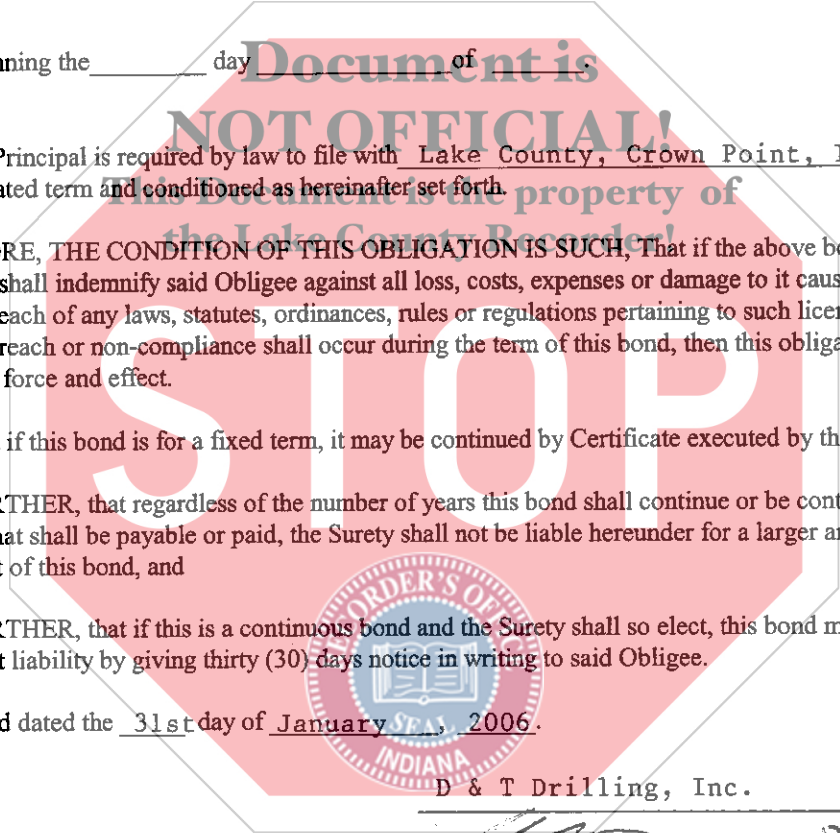 nning the________ day______________of ______.
Document is
NOT OFFICIAL!
Principal is required by law to file with Lake County, Crown Point, I
ated term and conditioned as hereinafter set forth.
This Document is the property of
the Lake County Recorder!
RE, THE CONDITION OF THIS OBLIGATION IS SUCH, That if the above bo
shall indemnify said Obligee against all loss, costs, expenses or damage to it caus
each of any laws, statutes, ordinances, rules or regulations pertaining to such licen
reach or non-compliance shall occur during the term of this bond, then this obliga
force and effect.
STOP
if this bond is for a fixed term, it may be continued by Certificate executed by th
RTHER, that regardless of the number of years this bond shall continue or be cont
hat shall be payable or paid, the Surety shall not be liable hereunder for a larger a
t of this bond, and
RTHER, that if this is a continuous bond and the Surety shall so elect, this bond m
t liability by giving thirty (30) days notice in writing to said Obligee.
RECORDER'S OFFICE
SEAL
INDIANA
d dated the 31st day of January , 2006.
D & T Drilling, Inc.